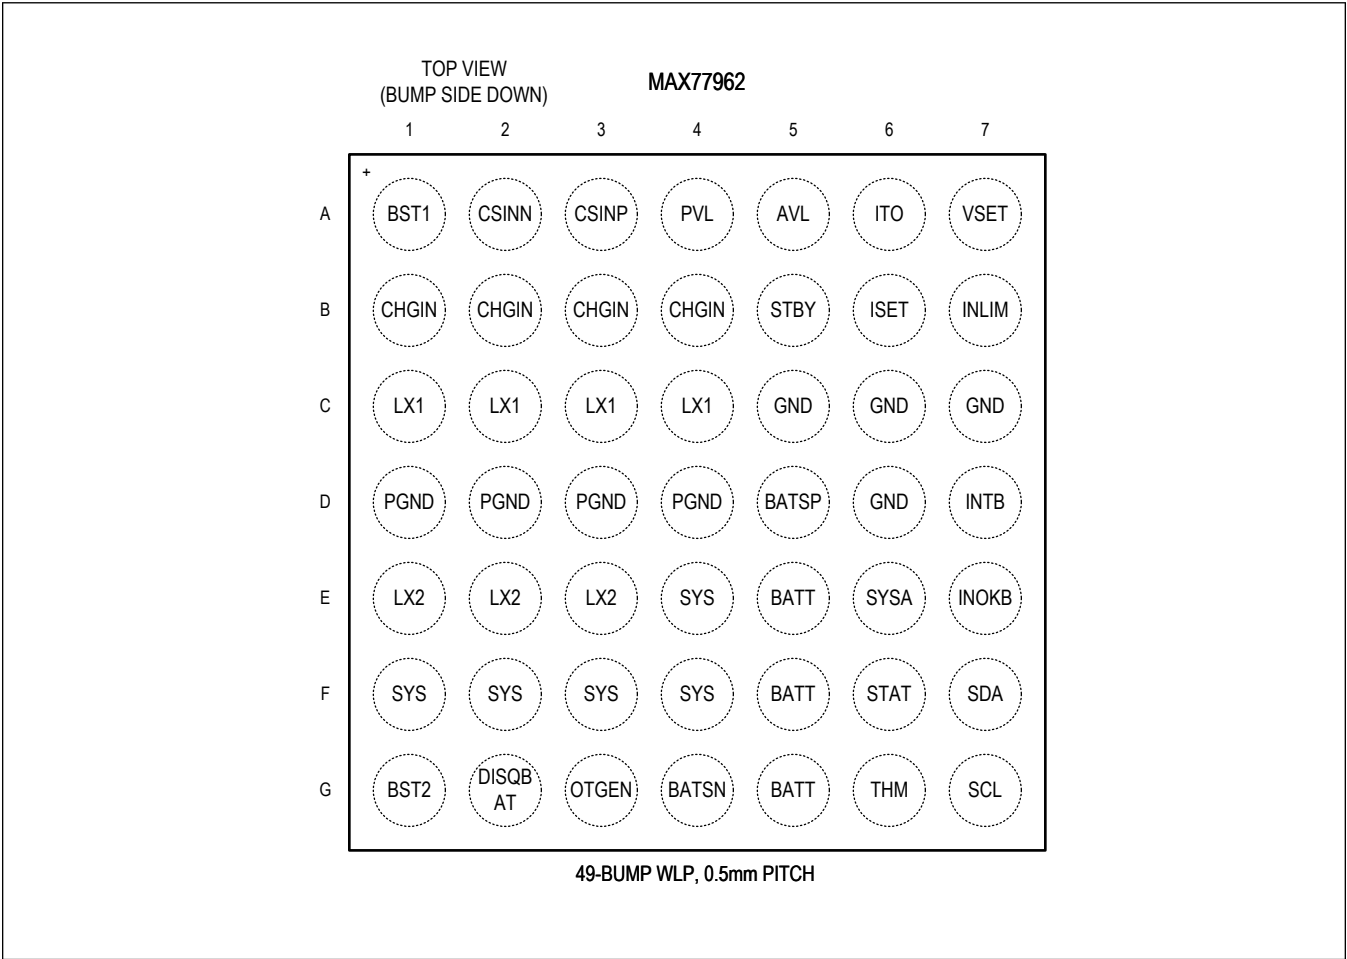 TOP VIEW
(BUMP SIDE DOWN)
MAX77962
1 2 3 4 5 6 7
+
A BST1 CSINN CSINP PVL AVL ITO VSET
B CHGIN CHGIN CHGIN CHGIN STBY ISET INLIM
C LX1 LX1 LX1 LX1 GND GND GND
D PGND PGND PGND PGND BATSP GND INTB
E LX2 LX2 LX2 SYS BATT SYSA INOKB
F SYS SYS SYS SYS BATT STAT SDA
G BST2 DISQB OTGEN BATSN BATT THM SCL
AT
49-BUMP WLP, 0.5mm PITCH